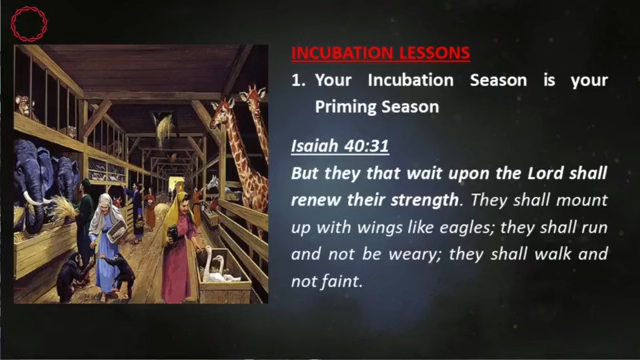 INCUBATION LESSONS
1. Your Incubation Season is your
Priming Season
Isaiah 40:31
But they that wait upon the Lord shall
renew their strength. They shall mount
up with wings like eagles; they shall run
and not be weary; they shall walk and
not faint.